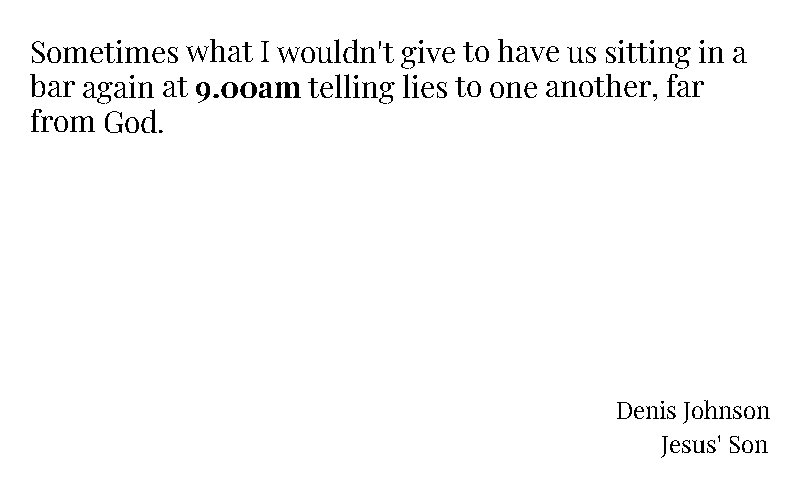 Sometimes what I wouldn't give to have us sitting in a
bar again at 9.00am telling lies to one another, far
from God.
Denis Johnson
Jesus' Son